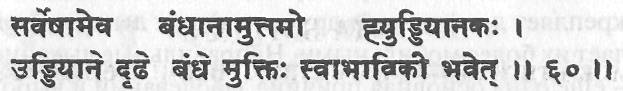 सर्वेषामेव बंधानामुत्तमो ह्युड्डियानकः ।
उड्डियाने दृढे बंधे मुक्तिः स्वाभाविकी भवेत् ॥ ६० ॥